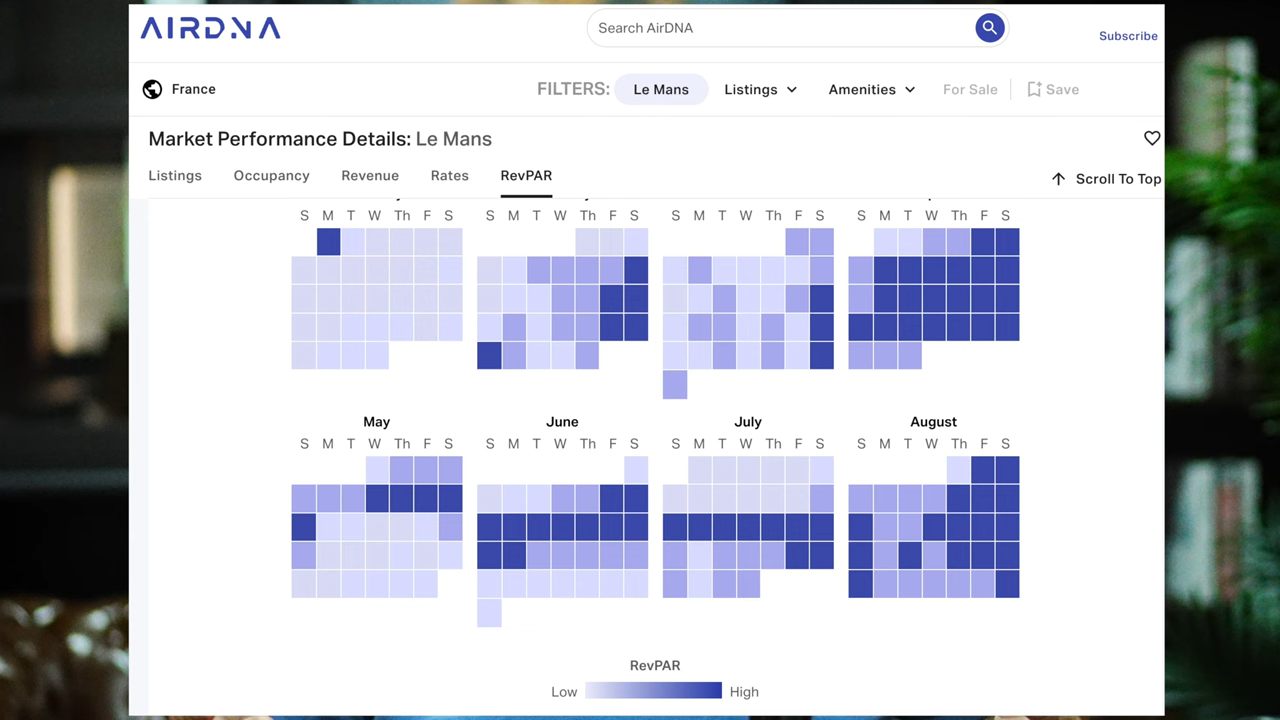 AIRDNA
Search AirDNA
Subscribe
France
FILTERS:
Le Mans
Listings
Amenities
For Sale
Save
Market Performance Details: Le Mans
Listings
Occupancy
Revenue
Rates
RevPAR
Scroll To Top
S M T W Th F S
S M T W Th F S
S M T W Th F S
S M T W Th F S
May
June
July
August
S M T W Th F S
S M T W Th F S
S M T W Th F S
S M T W Th F S
RevPAR
Low
High